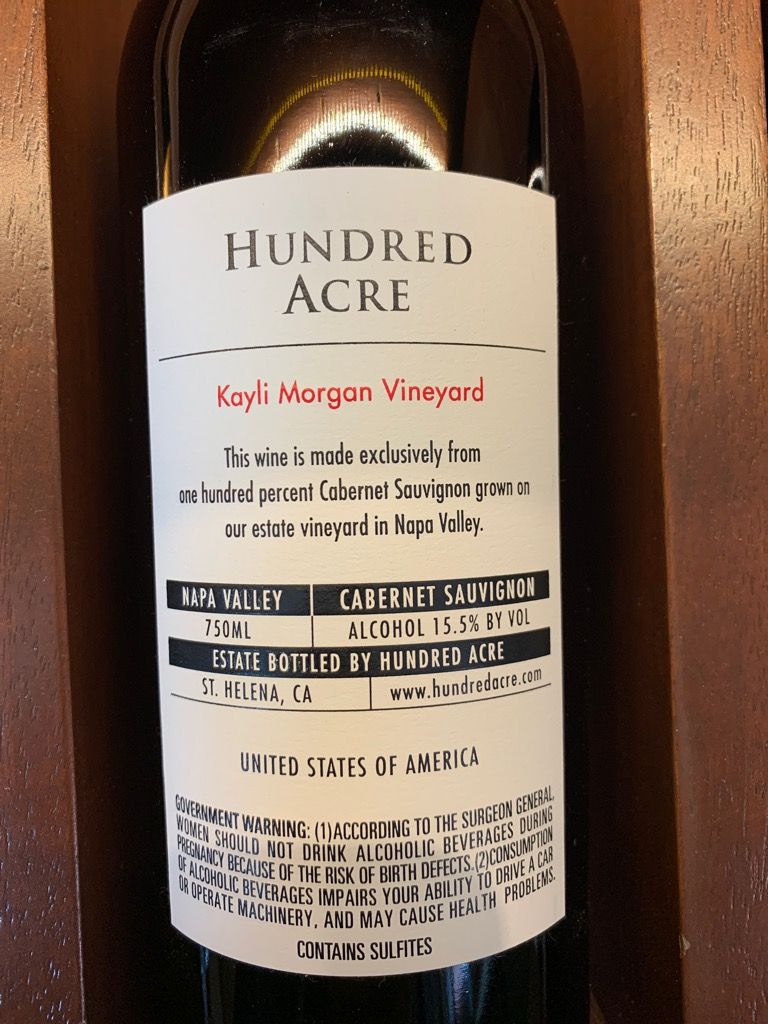 HUNDRED
ACRE
Kayli Morgan Vineyard
This wine is made exclusively from
one hundred percent Cabernet Sauvignon grown on
our estate vineyard in Napa Valley.
NAPA VALLEY CABERNET SAUVIGNON
750ML ALCOHOL 15.5% BY VOL
ESTATE BOTTLED BY HUNDRED ACRE
ST. HELENA, CA www.hundredacre.com
UNITED STATES OF AMERICA
GOVERNMENT WARNING: (1)ACCORDING TO THE SURGEON GENERAL,
WOMEN SHOULD NOT DRINK ALCOHOLIC BEVERAGES DURING
PREGNANCY BECAUSE OF THE RISK OF BIRTH DEFECTS.(2)CONSUMPTION
OF ALCOHOLIC BEVERAGES IMPAIRS YOUR ABILITY TO DRIVE A CAR
OR OPERATE MACHINERY, AND MAY CAUSE HEALTH PROBLEMS.
CONTAINS SULFITES